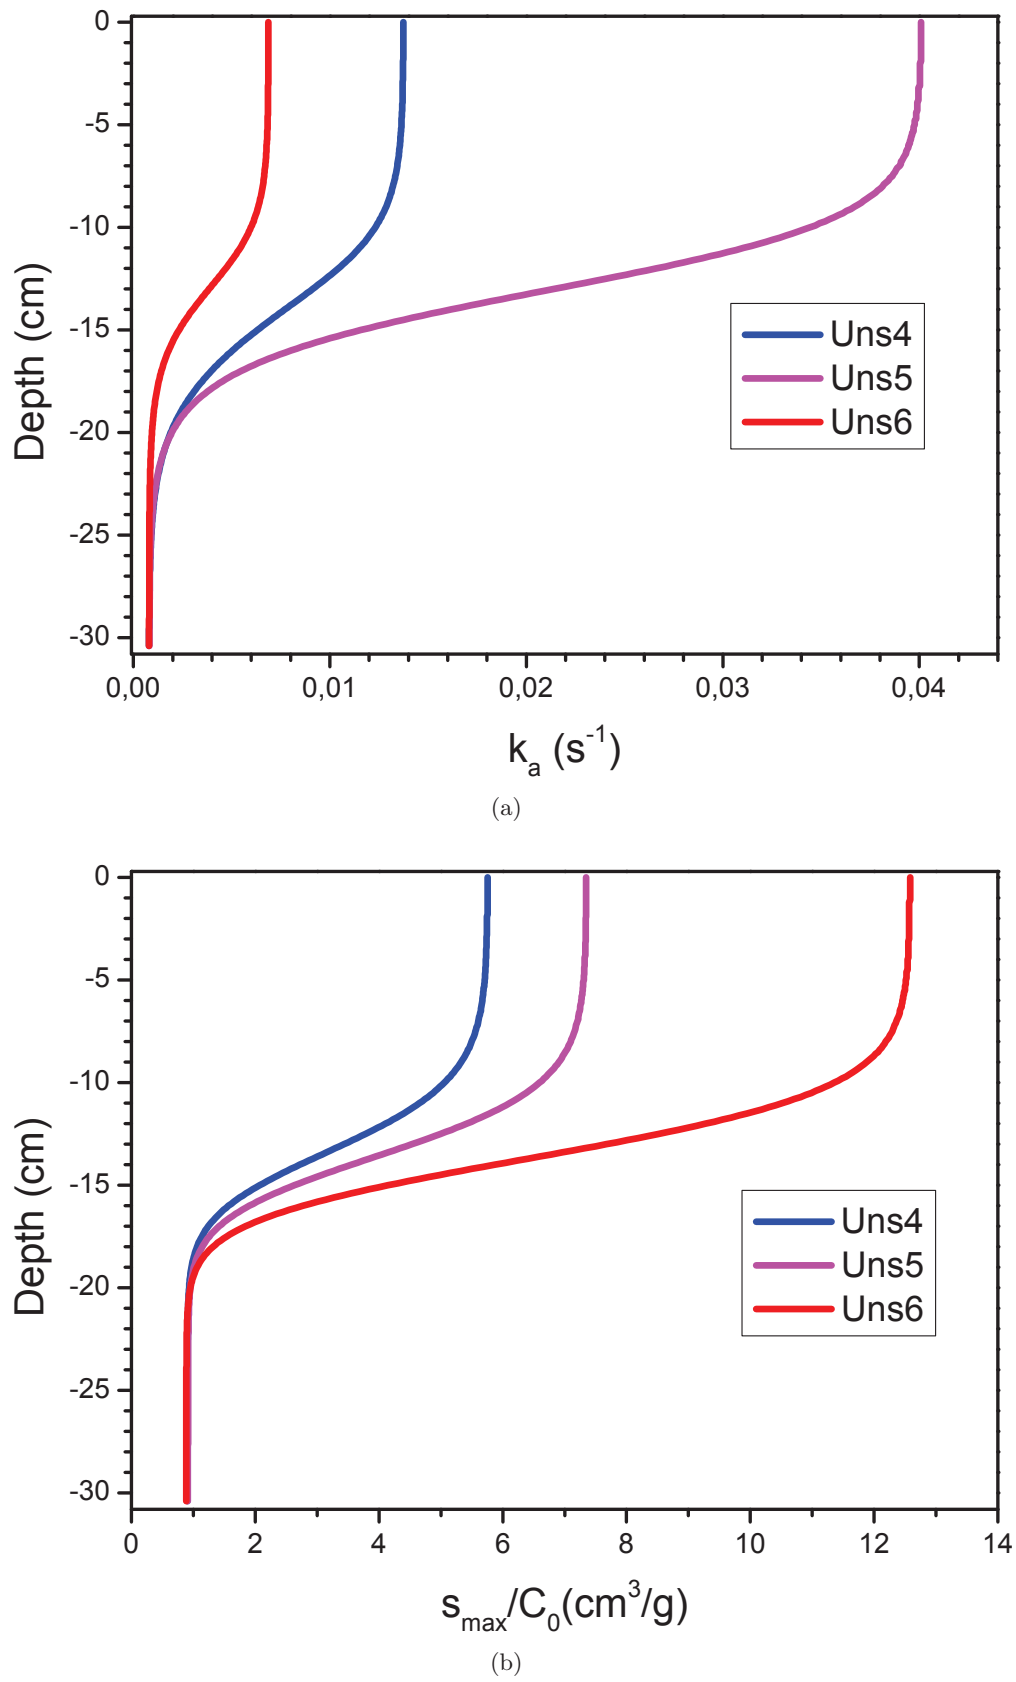 0
-5
-10
-15
-20
-25
-30
Depth (cm)
Uns4
Uns5
Uns6
0,00 0,01 0,02 0,03 0,04
kₐ (s⁻¹)
(a)
0
-5
-10
-15
-20
-25
-30
Depth (cm)
Uns4
Uns5
Uns6
0 2 4 6 8 10 12 14
sₘₐₓ/C₀(cm³/g)
(b)